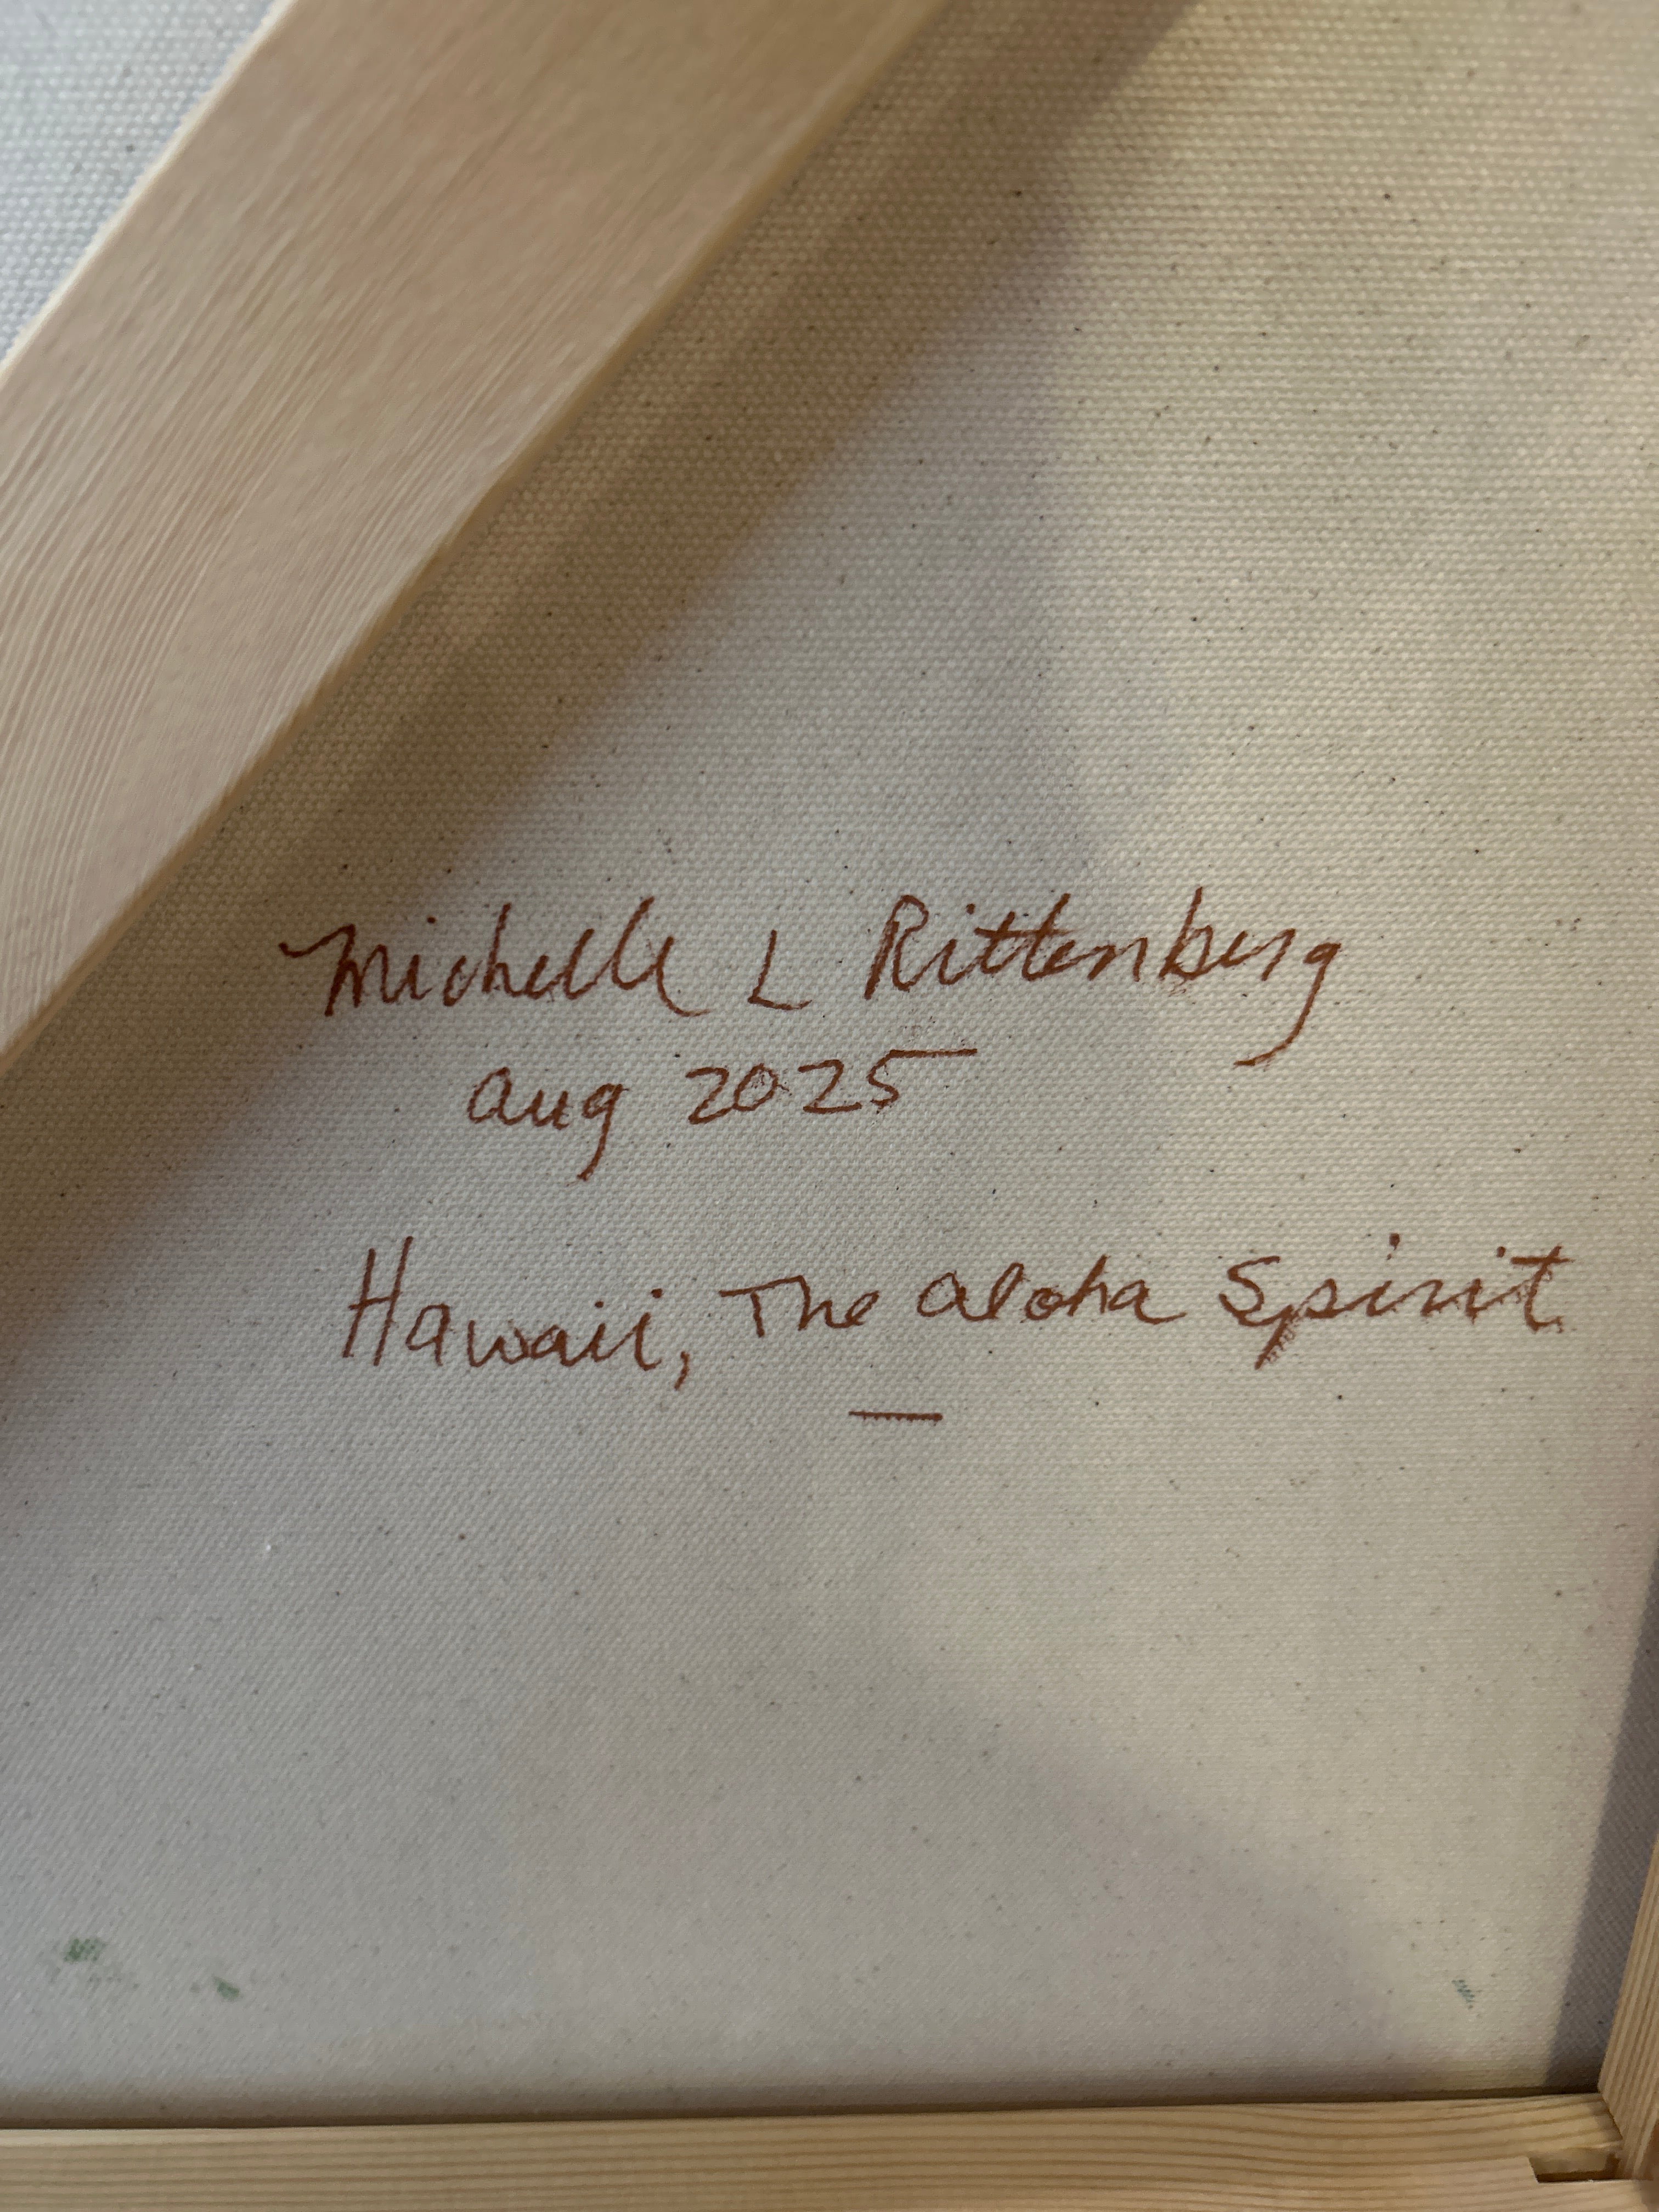 Michelle L Rittenberg
Aug 2025
Hawaii, The Aloha Spirit